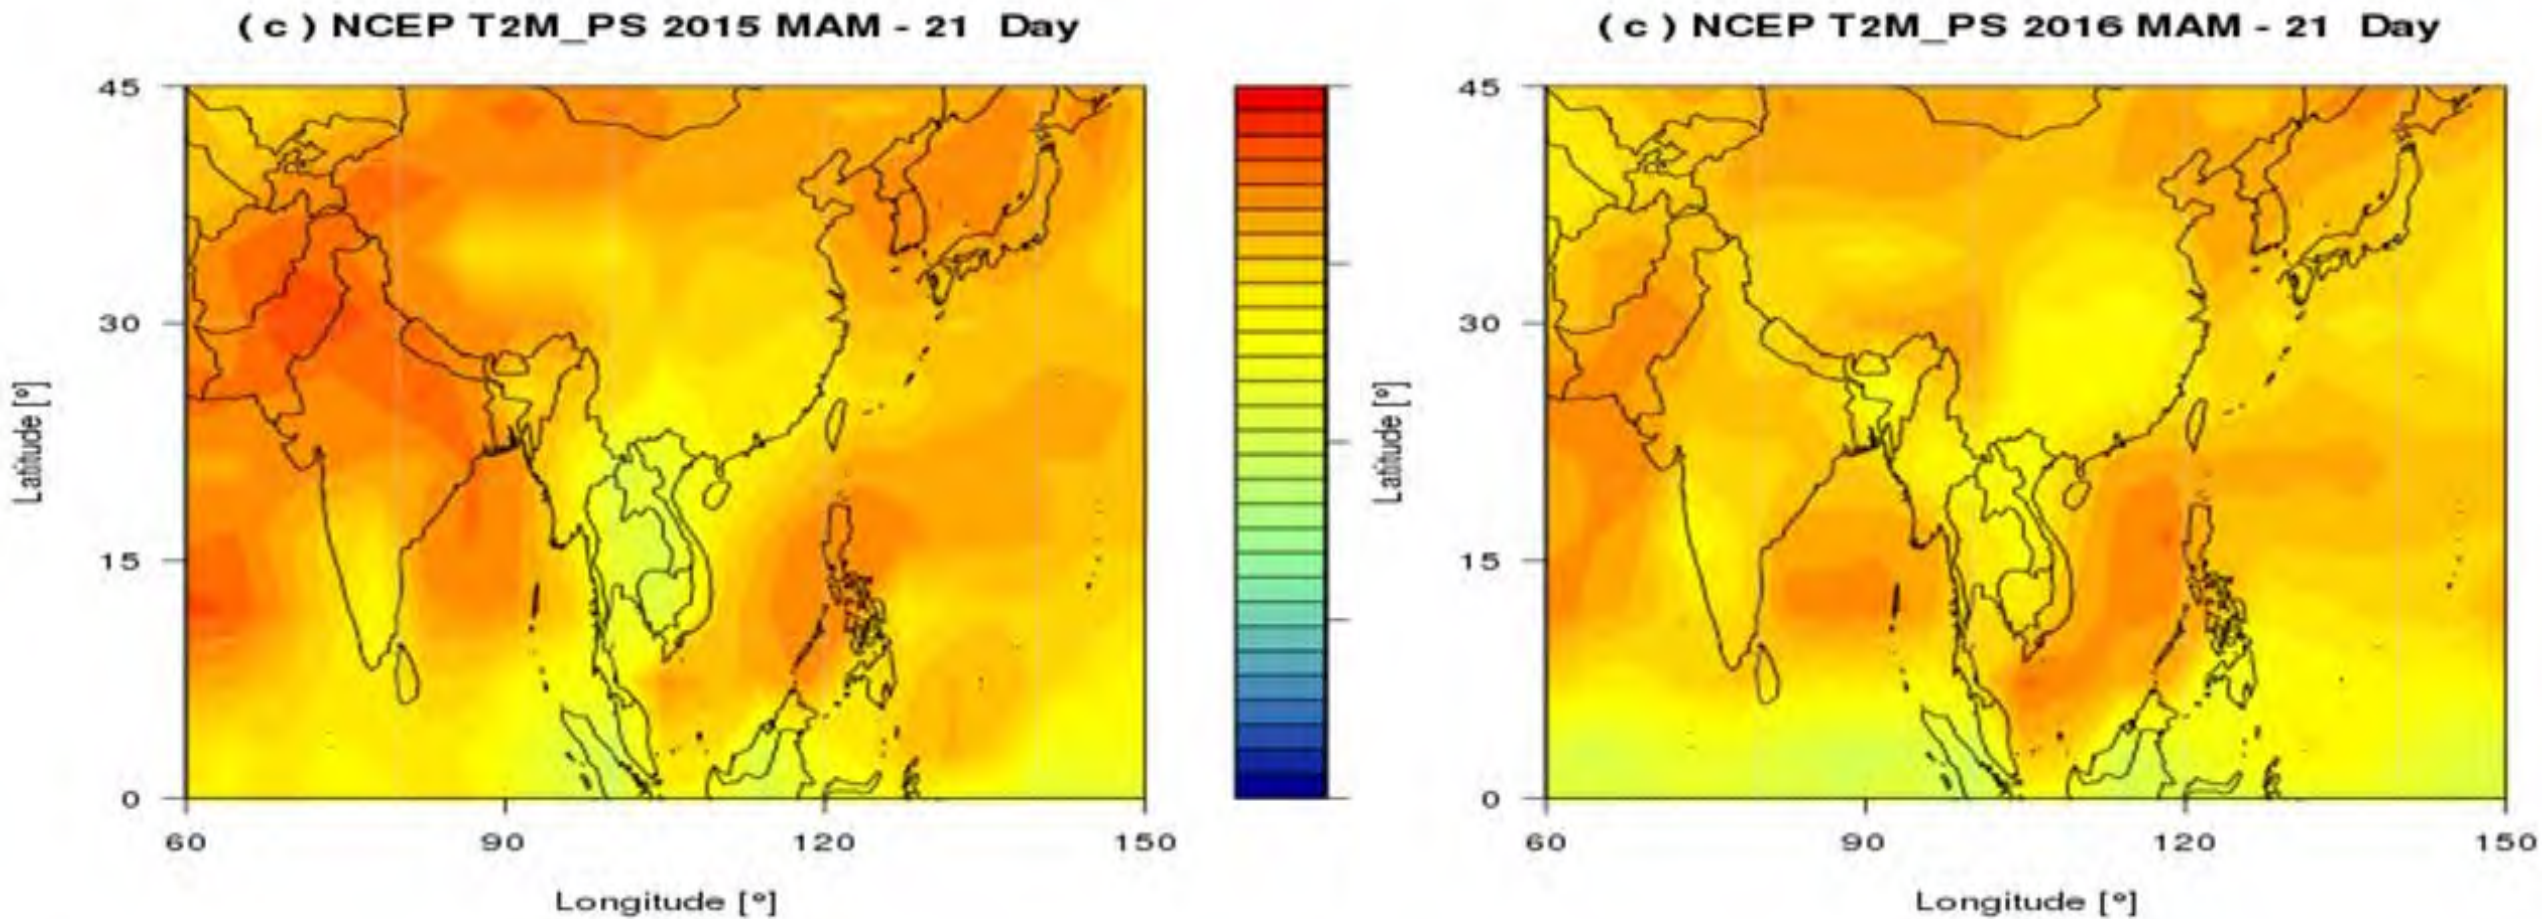 ( c ) NCEP T2M_PS 2015 MAM - 21 Day
45
30
15
0
Latitude [°]
60 90 120 150
Longitude [°]
( c ) NCEP T2M_PS 2016 MAM - 21 Day
45
30
15
0
Latitude [°]
60 90 120 150
Longitude [°]